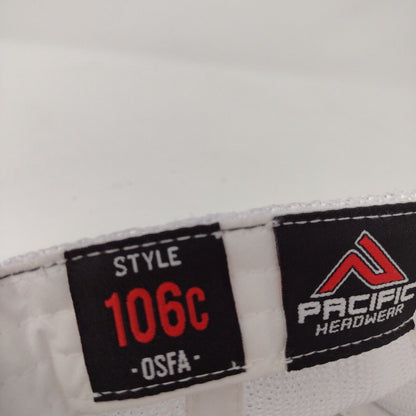 STYLE
106C
- OSFA -
PACIFIC
HEADWEAR